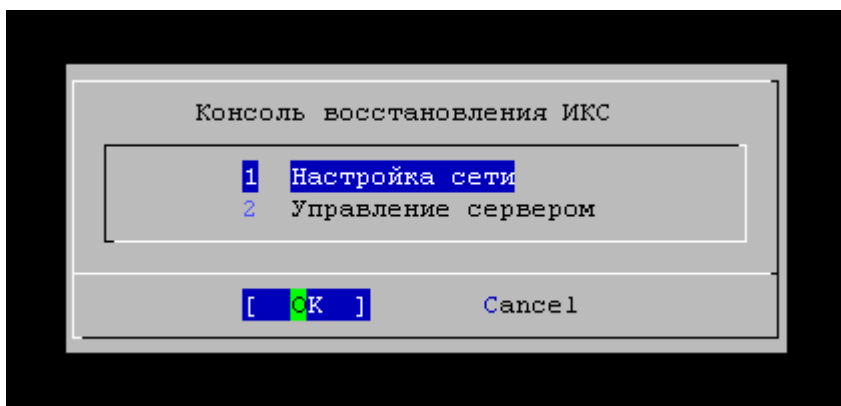 Консоль восстановления ИКС
1 Настройка сети
2 Управление сервером
[ OK ] Cancel